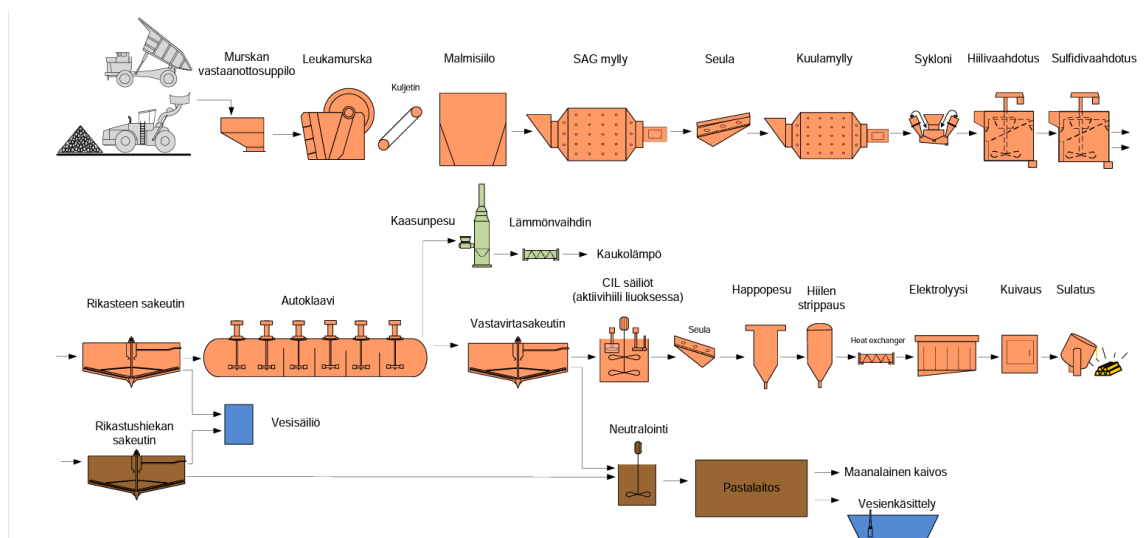 Murskan
vastaanottosuppilo
Leukamurska
Kuljetin
Malmisiilo
SAG mylly
Seula
Kuulamylly
Sykloni
Hiilivaahdotus
Sulfidivaahdotus
Kaasunpesu
Lämmönvaihdin
Kaukolämpö
Rikasteen sakeutin
Autoklaavi
Vastavirtasakeutin
CIL säiliöt
(aktiivihiili liuoksessa)
Seula
Happopesu
Hiilen
strippaus
Heat exchanger
Elektrolyysi
Kuivaus
Sulatus
Vesisäiliö
Rikastushiekan
sakeutin
Neutralointi
Pastalaitos
Maanalainen kaivos
Vesienkäsittely